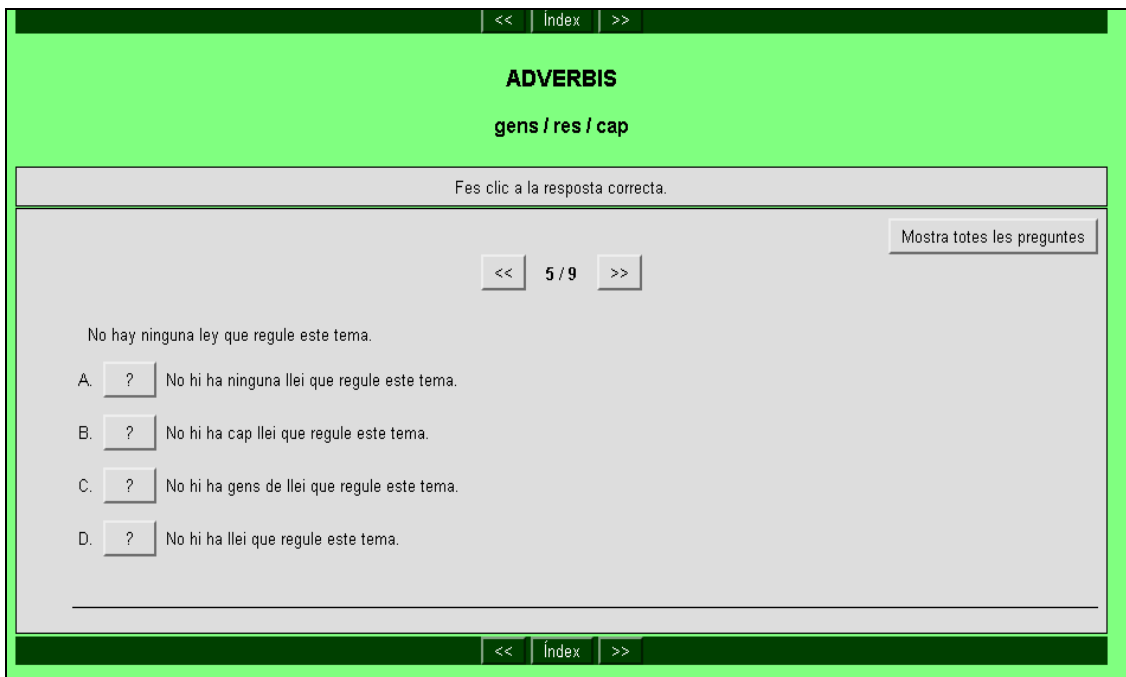 << Índex >>
ADVERBIS
gens / res / cap
Fes clic a la resposta correcta.
Mostra totes les preguntes
<< 5 / 9 >>
No hay ninguna ley que regule este tema.
A. ? No hi ha ninguna llei que regule este tema.
B. ? No hi ha cap llei que regule este tema.
C. ? No hi ha gens de llei que regule este tema.
D. ? No hi ha llei que regule este tema.
<< Índex >>